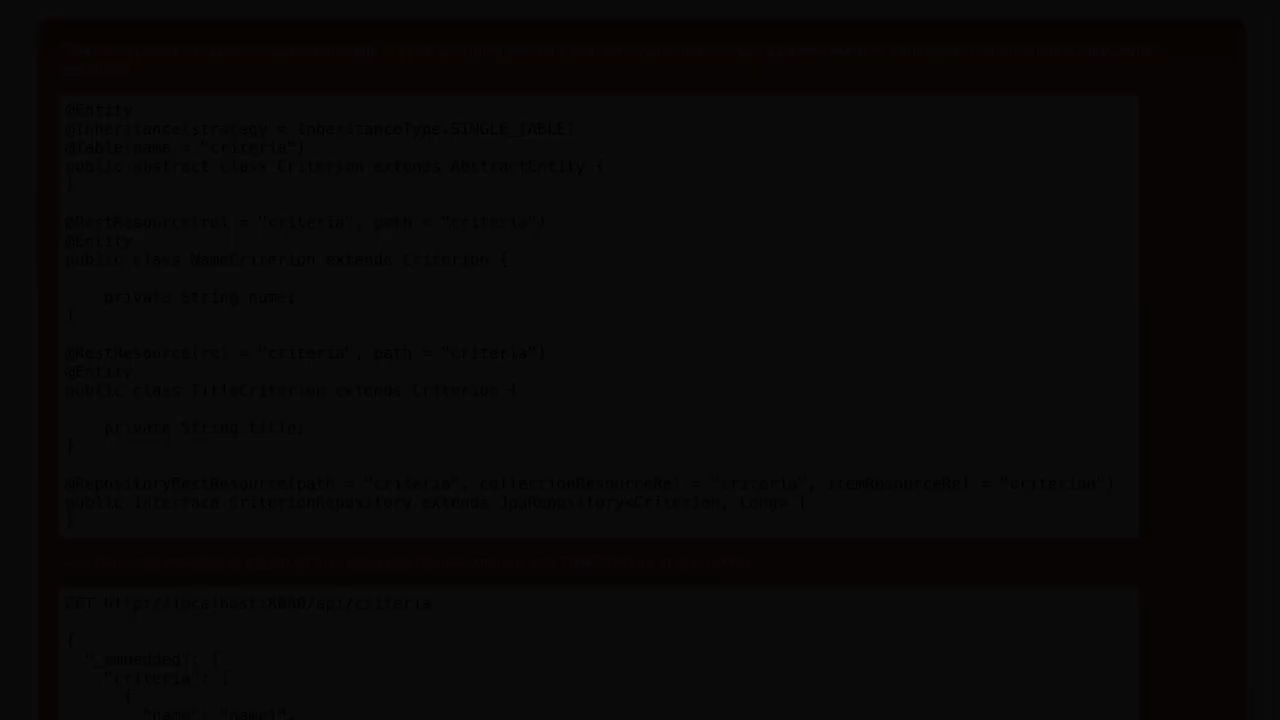 @Entity
@Inheritance(strategy = InheritanceType.SINGLE_TABLE)
@Table(name = "criteria")
public abstract class Criterion extends AbstractEntity {
}
@RestResource(rel = "criteria", path = "criteria")
@Entity
public class NameCriterion extends Criterion {
private String name;
}
@RestResource(rel = "criteria", path = "criteria")
@Entity
public class TitleCriterion extends Criterion {
private String title;
}
@RepositoryRestResource(path = "criteria", collectionResourceRel = "criteria", itemResourceRel = "criterion")
public interface CriterionRepository extends JpaRepository<Criterion, Long> {
}
GET http://localhost:8080/api/criteria
{
"_embedded": {
"criteria": [
{
"name": "name1",